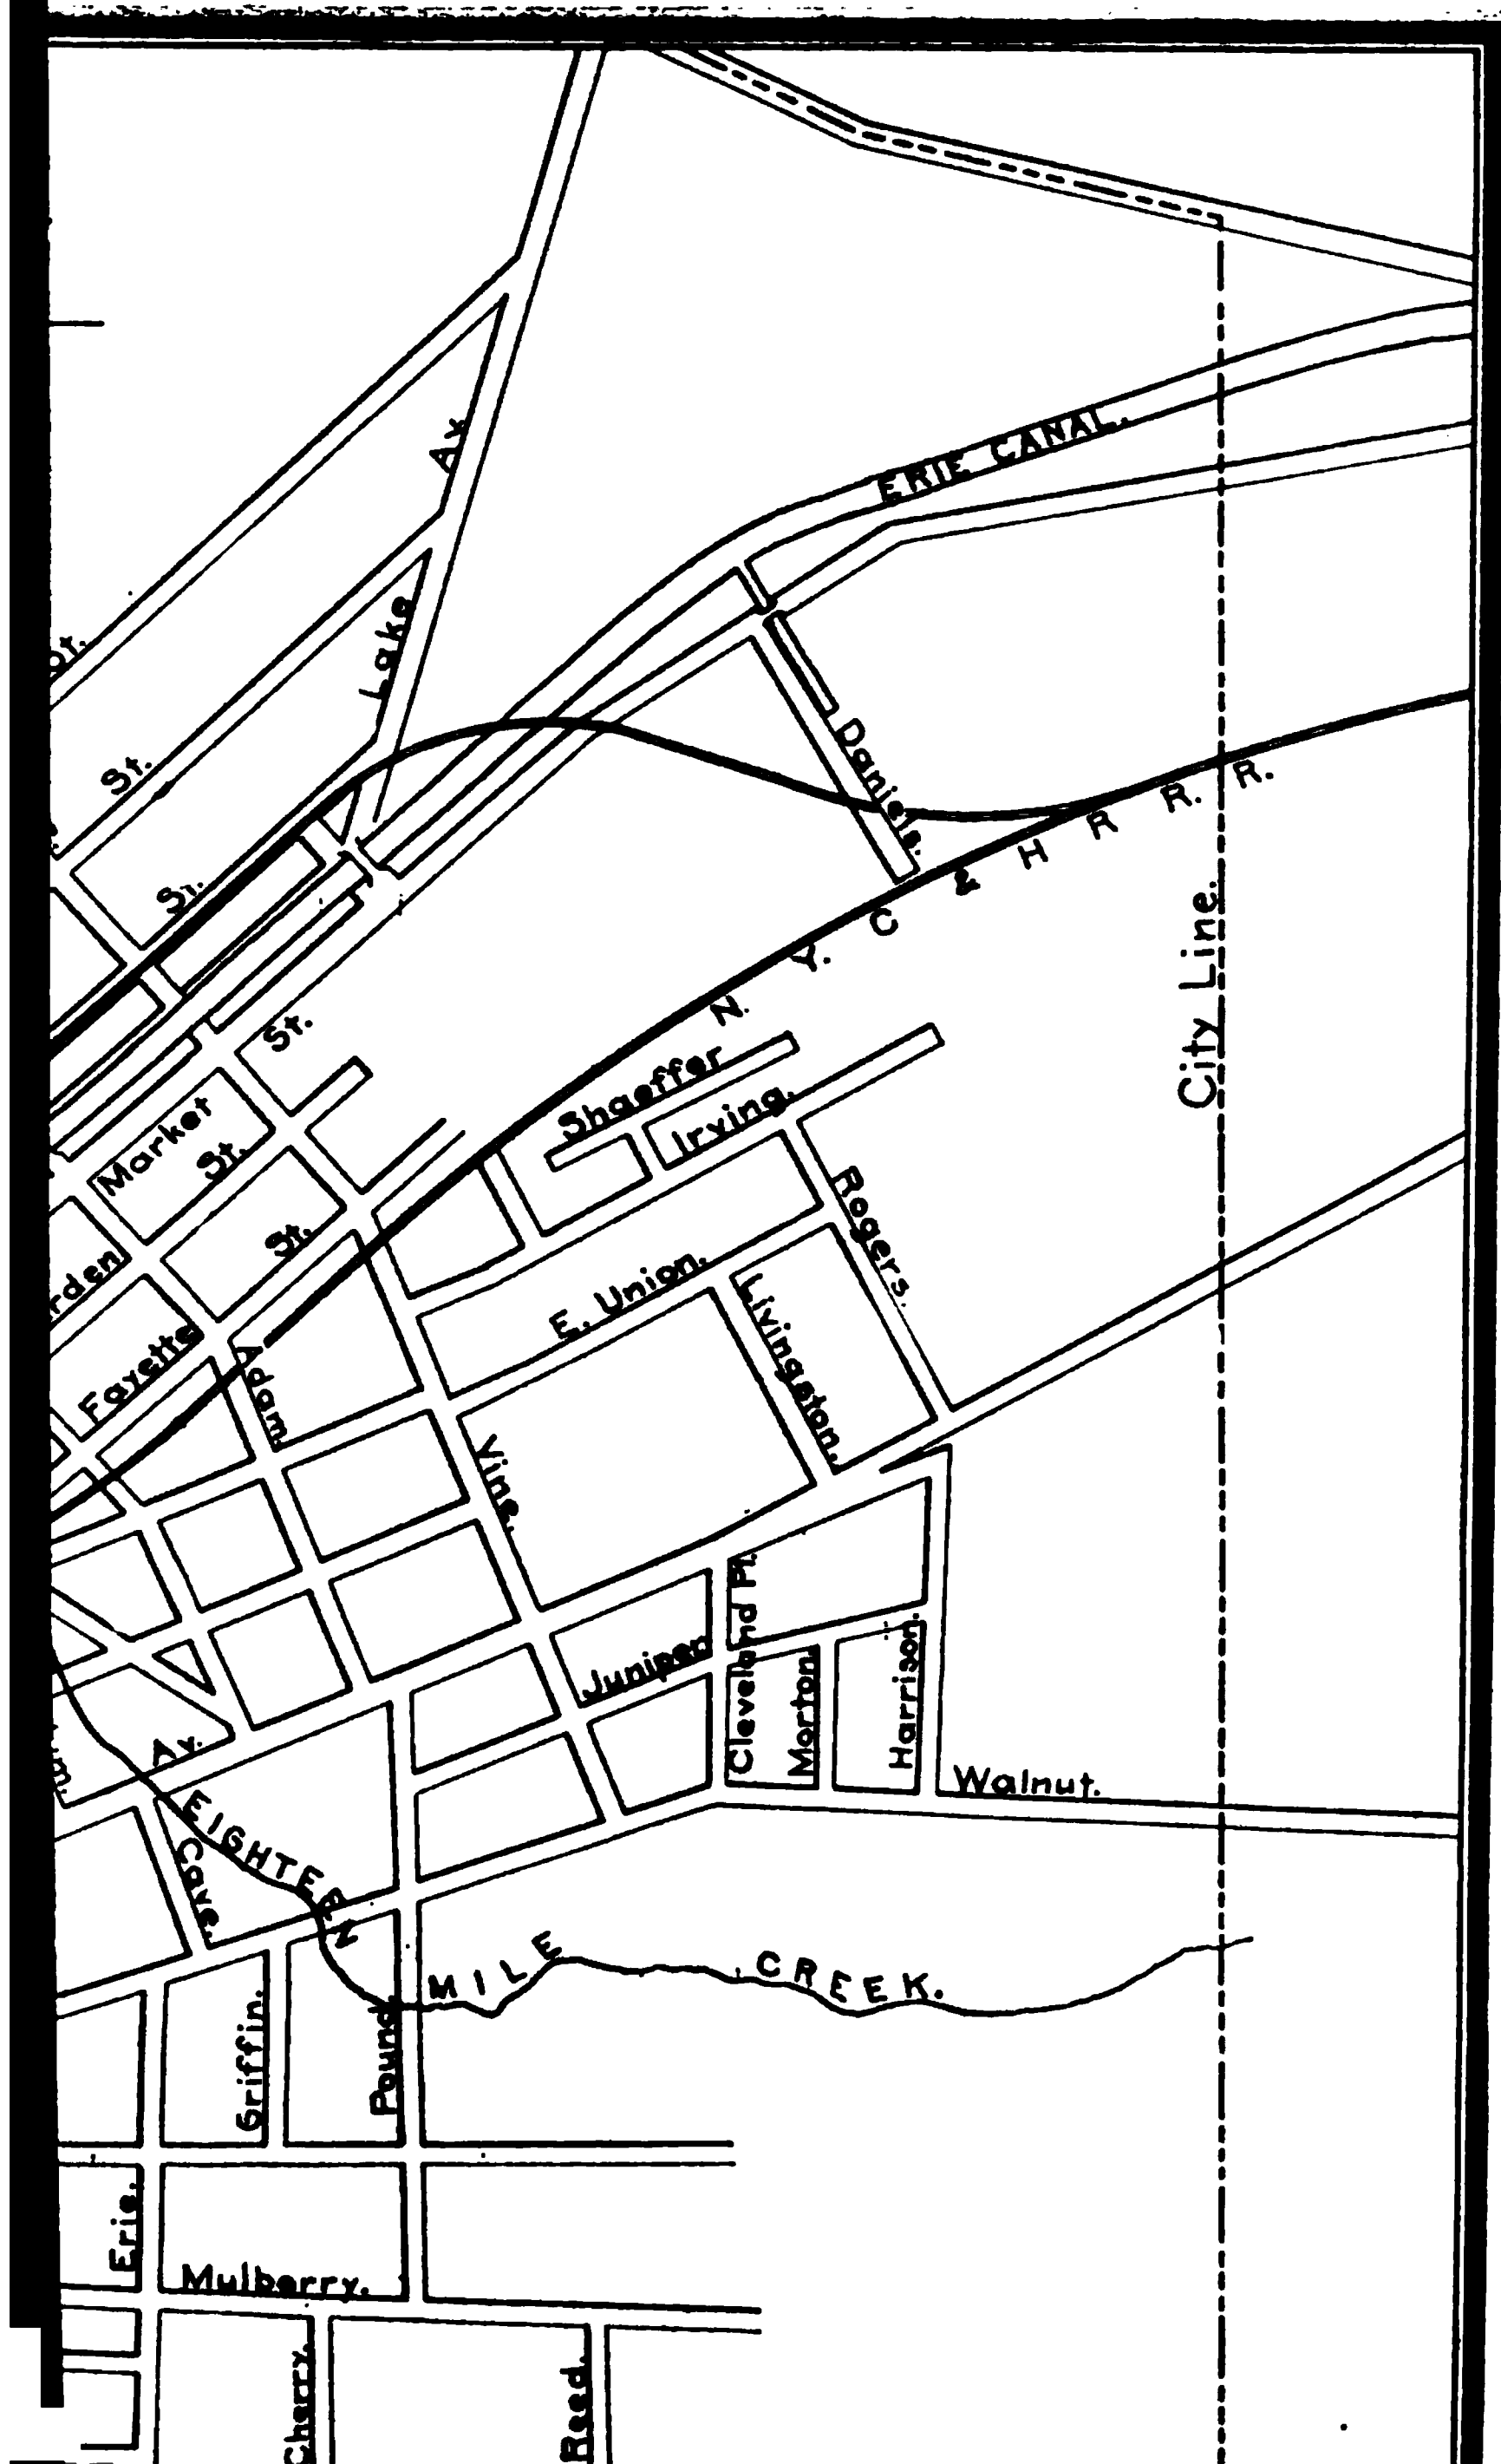 Av.
ERIE CANAL.
Lake
St.
Daniels.
St.
N. Y. C & H R R. R.
City Line.
St.
Shaeffer
Irving.
Market
St.
St.
Rogers.
E. Union.
Livingston.
Fayette
Adam.
Vine.
Juniper.
Cleveland Pl.
Morton.
Harrison.
Walnut.
Av.
EIGHTEEN MILE CREEK.
Griffin.
Pound.
Erie.
Mulberry.
Cherry.
Reed.